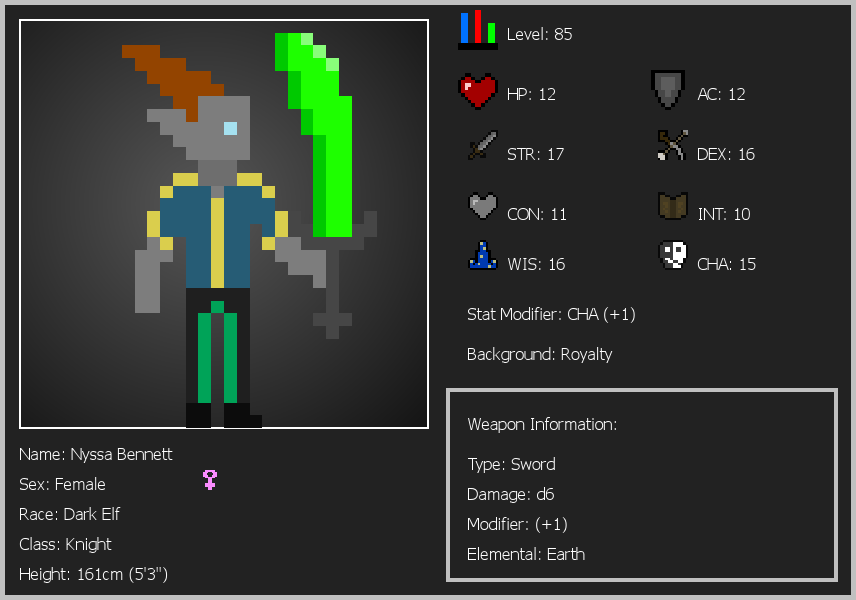 Level: 85
HP: 12
AC: 12
STR: 17
DEX: 16
CON: 11
INT: 10
WIS: 16
CHA: 15
Stat Modifier: CHA (+1)
Background: Royalty
Weapon Information:
Type: Sword
Damage: d6
Modifier: (+1)
Elemental: Earth
Name: Nyssa Bennett
Sex: Female
Race: Dark Elf
Class: Knight
Height: 161cm (5'3")